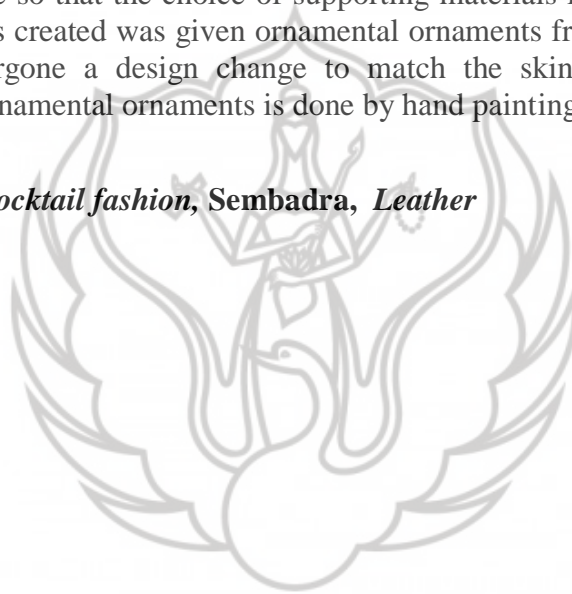 so that the choice of supporting materials
s created was given ornamental ornaments
rgone a design change to match the skin
namental ornaments is done by hand painting
ocktail fashion, Sembadra, Leather